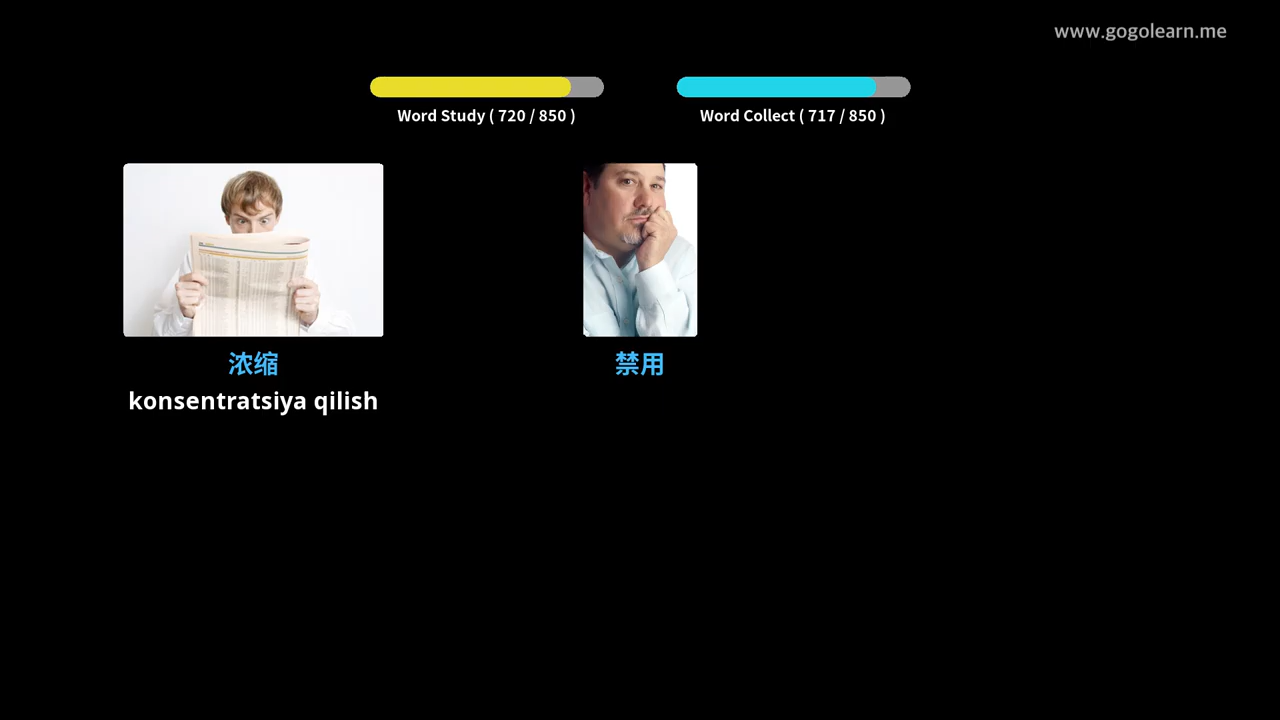 www.gogolearn.me
Word Study ( 720 / 850 )
Word Collect ( 717 / 850 )
浓缩
禁用
konsentratsiya qilish